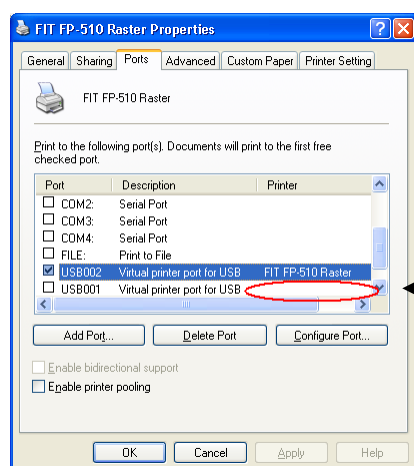 FIT FP-510 Raster Properties
General Sharing Ports Advanced Custom Paper Printer Setting
FIT FP-510 Raster
Print to the following port(s). Documents will print to the first free
checked port.
Port Description Printer
COM2: Serial Port
COM3: Serial Port
COM4: Serial Port
FILE: Print to File
USB002 Virtual printer port for USB FIT FP-510 Raster
USB001 Virtual printer port for USB
Add Port... Delete Port Configure Port...
Enable bidirectional support
Enable printer pooling
OK Cancel Apply Help